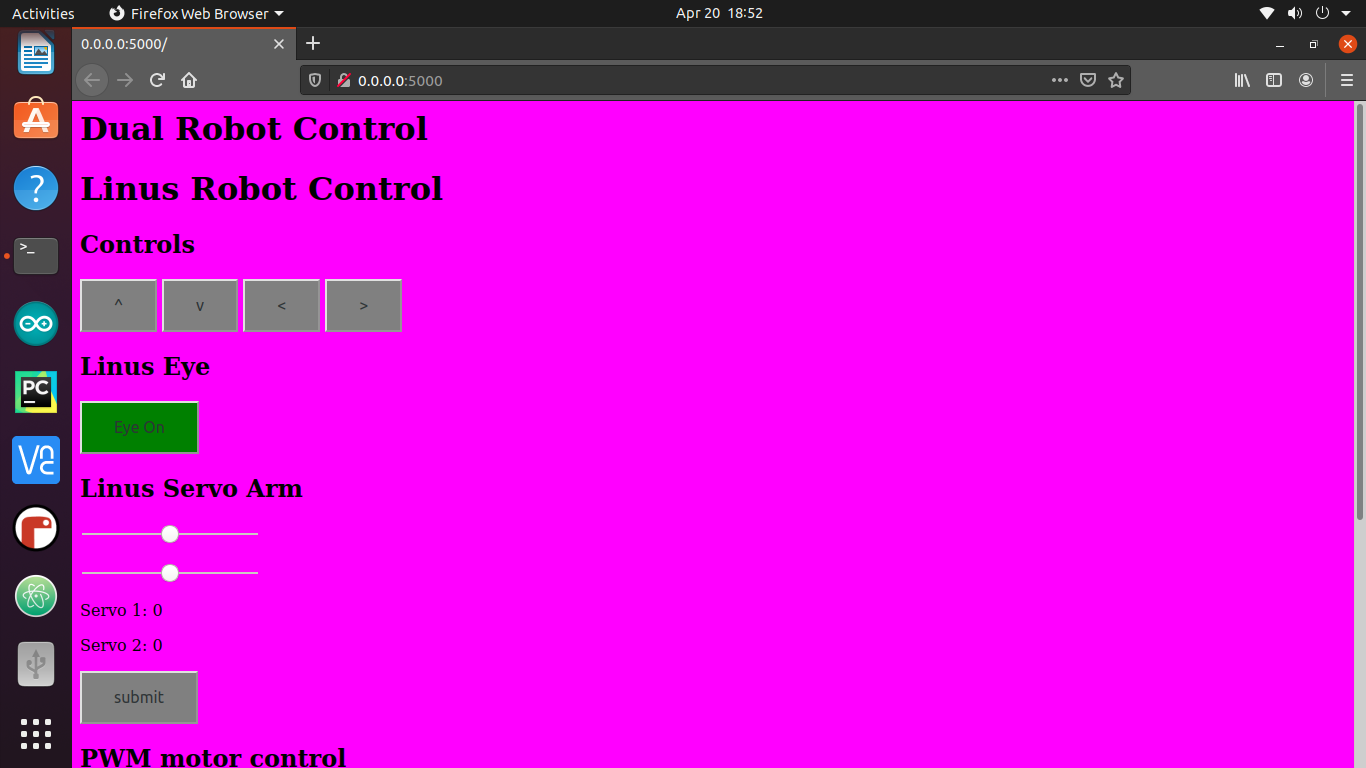 Activities Firefox Web Browser Apr 20 18:52
0.0.0.0:5000/
0.0.0.0:5000
Dual Robot Control
Linus Robot Control
Controls
^ v < >
Linus Eye
Eye On
Linus Servo Arm
Servo 1: 0
Servo 2: 0
submit
PWM motor control
>_
?
PC
V2C